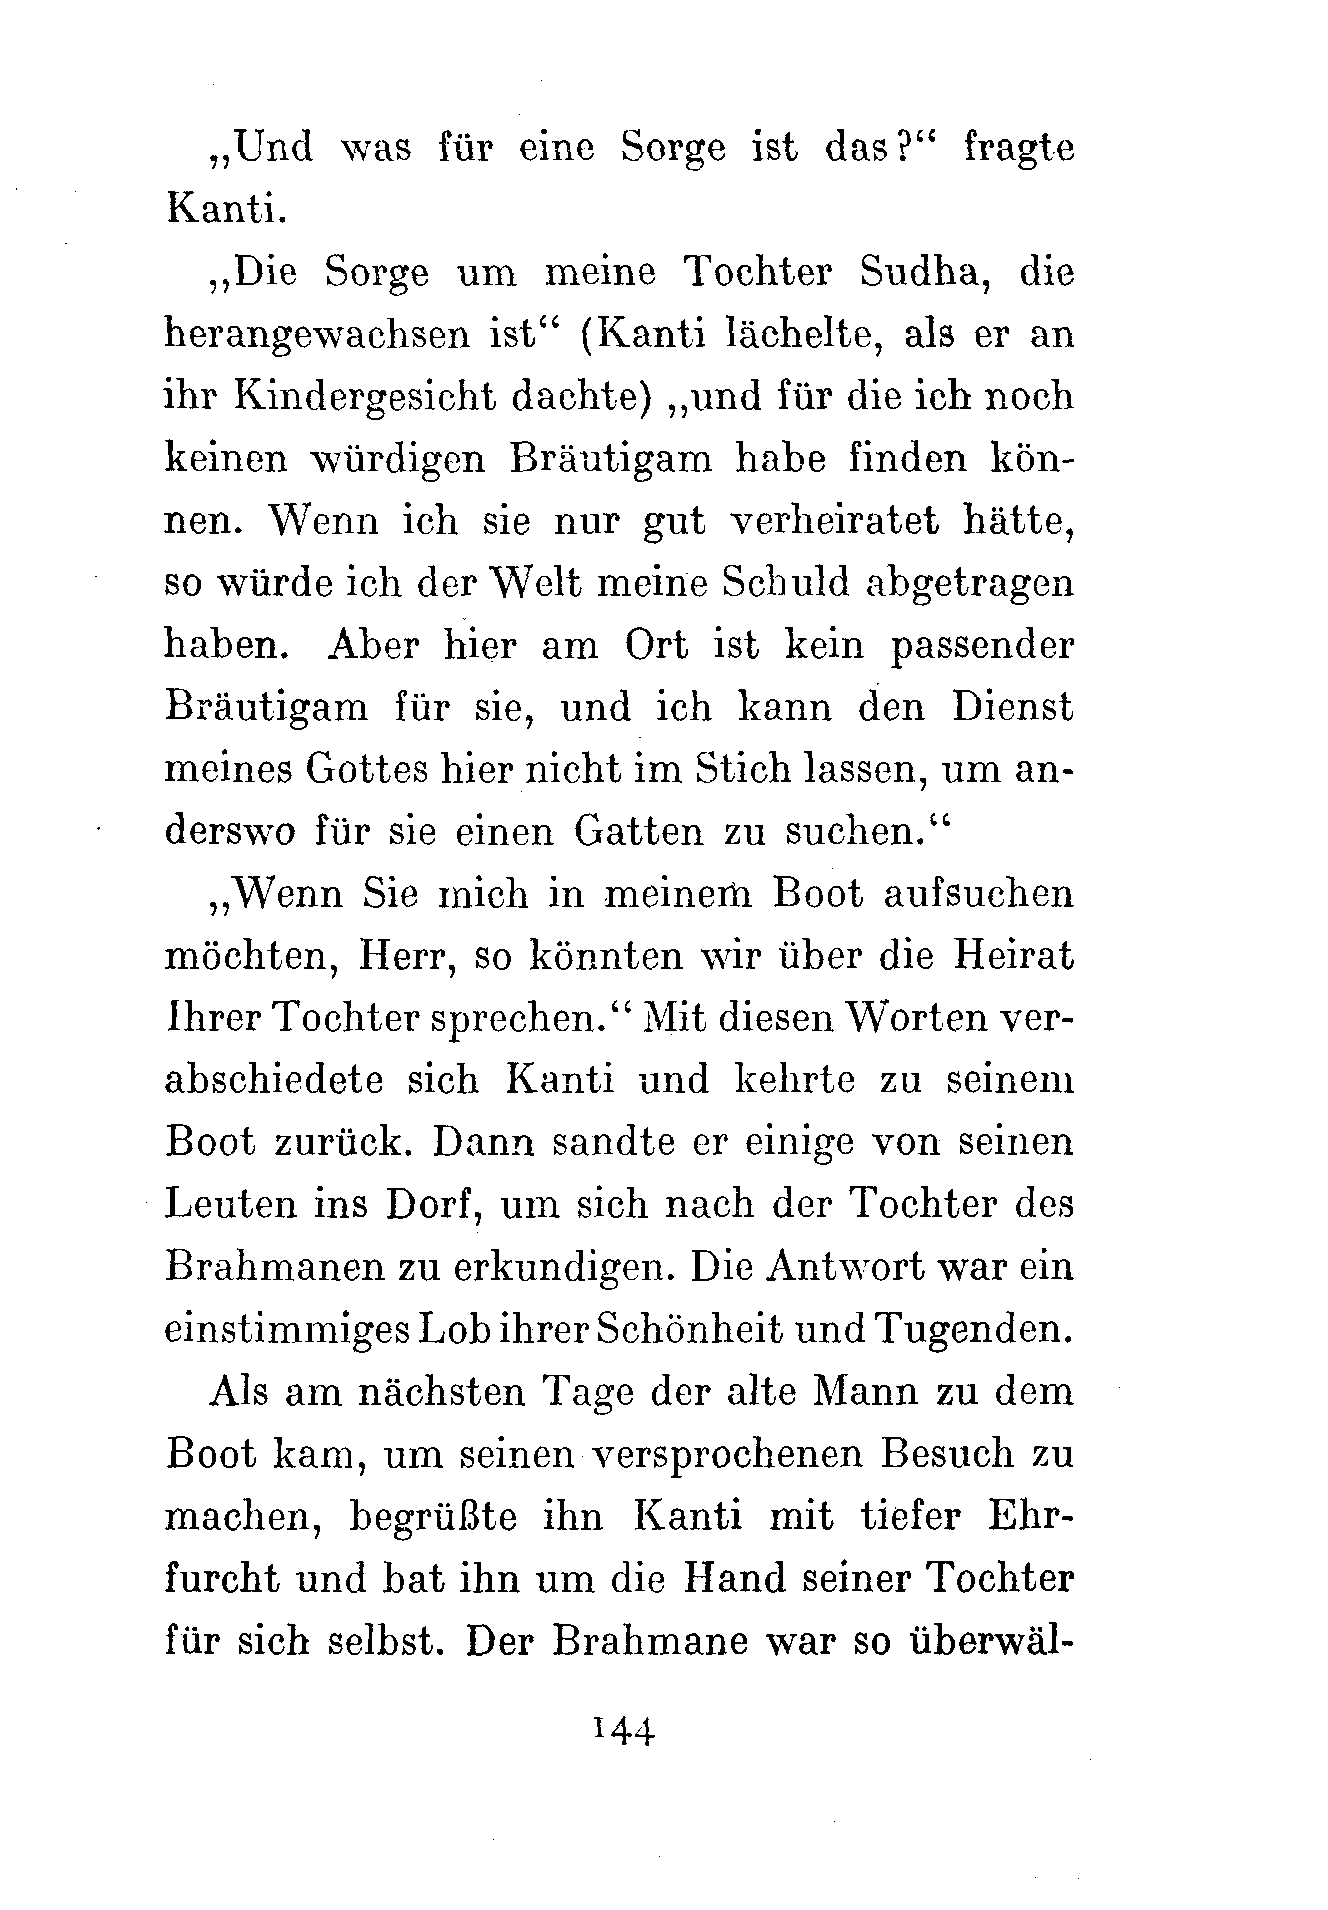 „Und was für eine Sorge ist das?“ fragte
Kanti.
„Die Sorge um meine Tochter Sudha, die
herangewachsen ist“ (Kanti lächelte, als er an
ihr Kindergesicht dachte) „und für die ich noch
keinen würdigen Bräutigam habe finden kön-
nen. Wenn ich sie nur gut verheiratet hätte,
so würde ich der Welt meine Schuld abgetragen
haben. Aber hier am Ort ist kein passender
Bräutigam für sie, und ich kann den Dienst
meines Gottes hier nicht im Stich lassen, um an-
derswo für sie einen Gatten zu suchen.“
„Wenn Sie mich in meinem Boot aufsuchen
möchten, Herr, so könnten wir über die Heirat
Ihrer Tochter sprechen.“ Mit diesen Worten ver-
abschiedete sich Kanti und kehrte zu seinem
Boot zurück. Dann sandte er einige von seinen
Leuten ins Dorf, um sich nach der Tochter des
Brahmanen zu erkundigen. Die Antwort war ein
einstimmiges Lob ihrer Schönheit und Tugenden.
Als am nächsten Tage der alte Mann zu dem
Boot kam, um seinen versprochenen Besuch zu
machen, begrüßte ihn Kanti mit tiefer Ehr-
furcht und bat ihn um die Hand seiner Tochter
für sich selbst. Der Brahmane war so überwäl-
144